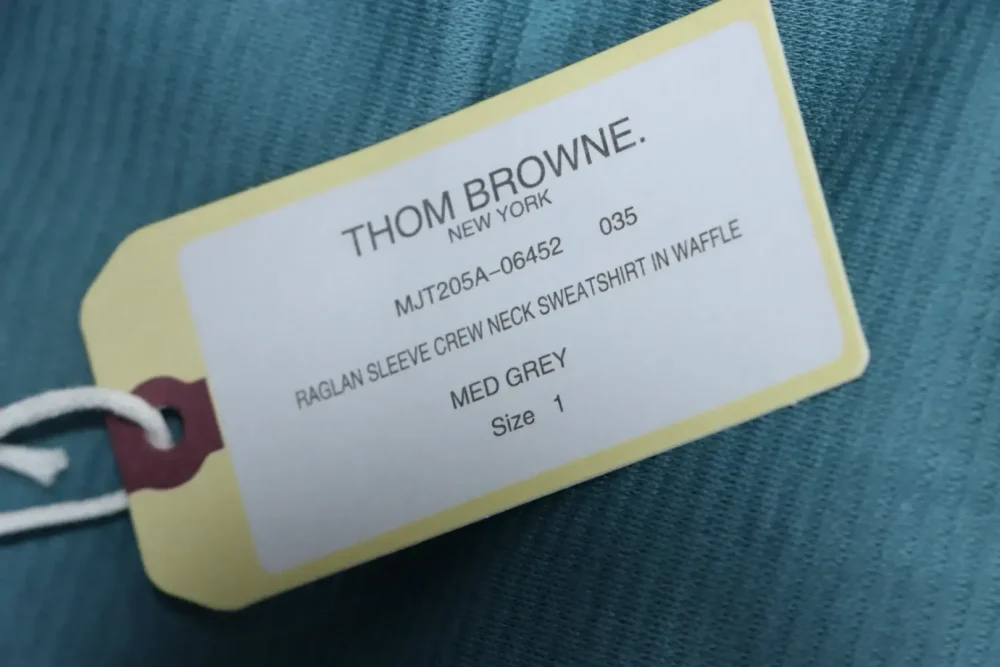 THOM BROWNE.
NEW YORK
MJT205A-06452 035
RAGLAN SLEEVE CREW NECK SWEATSHIRT IN WAFFLE
MED GREY
Size 1